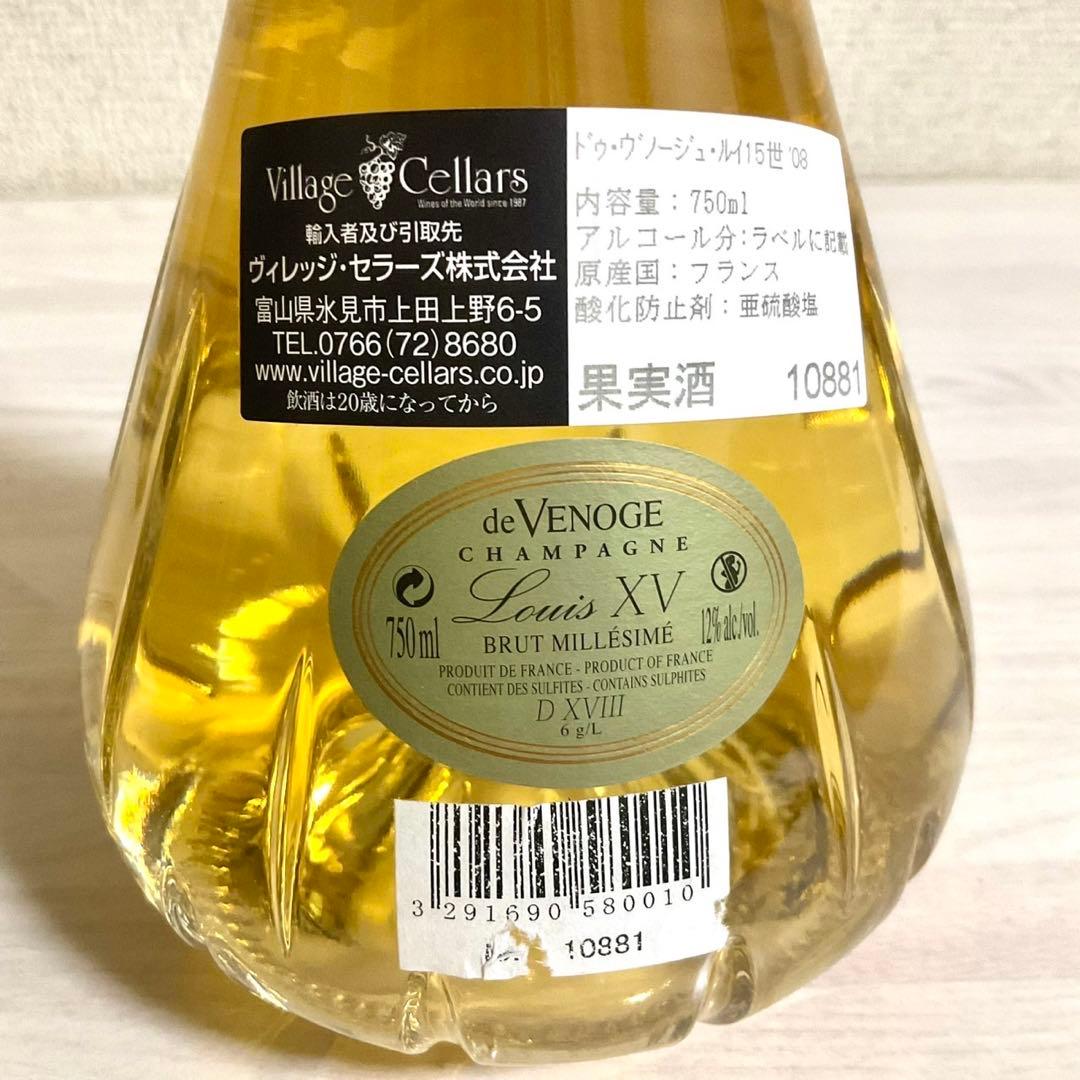 Village Cellars
Wines of the World since 1987
輸入者及び引取先
ヴィレッジ・セラーズ株式会社
富山県氷見市上田上野6-5
TEL.0766(72)8680
www.village-cellars.co.jp
飲酒は20歳になってから
ドゥ・ヴノージュ・ルイ15世 '08
内容量：750ml
アルコール分：ラベルに記載
原産国：フランス
酸化防止剤：亜硫酸塩
果実酒 10881
de VENOGE
CHAMPAGNE
Louis XV
750 ml BRUT MILLÉSIMÉ 12% alc./vol.
PRODUIT DE FRANCE - PRODUCT OF FRANCE
CONTIENT DES SULFITES - CONTAINS SULPHITES
D XVIII
6 g/L
3 291690 580010
10881